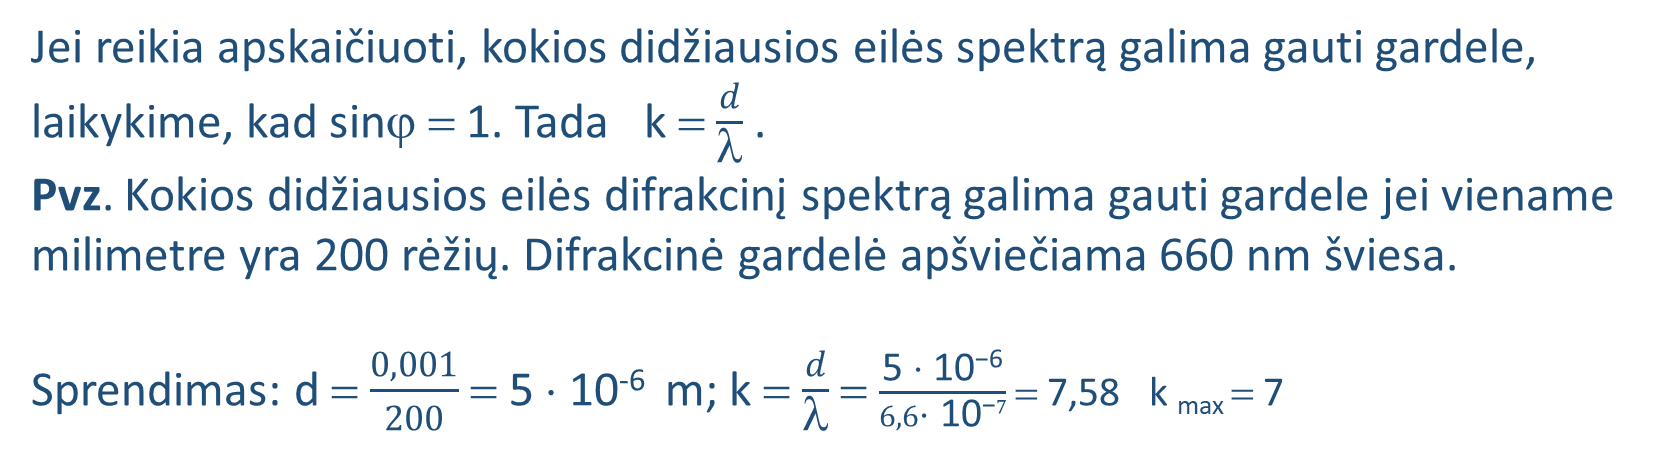 Jei reikia apskaičiuoti, kokios didžiausios eilės spektrą galima gauti gardele,
laikykime, kad sinφ = 1. Tada k = d/λ .
Pvz. Kokios didžiausios eilės difrakcinį spektrą galima gauti gardele jei viename
milimetre yra 200 rėžių. Difrakcinė gardelė apšviečiama 660 nm šviesa.
Sprendimas: d = 0,001/200 = 5 · 10⁻⁶ m; k = d/λ = 5 · 10⁻⁶/6,6· 10⁻⁷ = 7,58 k max = 7